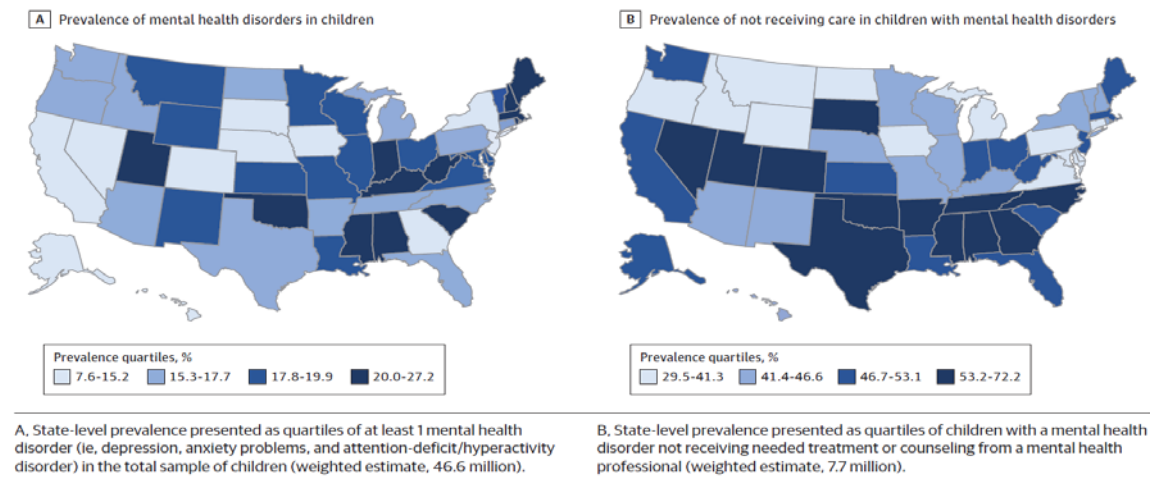 A Prevalence of mental health disorders in children
Prevalence quartiles, %
7.6-15.2 15.3-17.7 17.8-19.9 20.0-27.2
A, State-level prevalence presented as quartiles of at least 1 mental health
disorder (ie, depression, anxiety problems, and attention-deficit/hyperactivity
disorder) in the total sample of children (weighted estimate, 46.6 million).
B Prevalence of not receiving care in children with mental health disorders
Prevalence quartiles, %
29.5-41.3 41.4-46.6 46.7-53.1 53.2-72.2
B, State-level prevalence presented as quartiles of children with a mental health
disorder not receiving needed treatment or counseling from a mental health
professional (weighted estimate, 7.7 million).